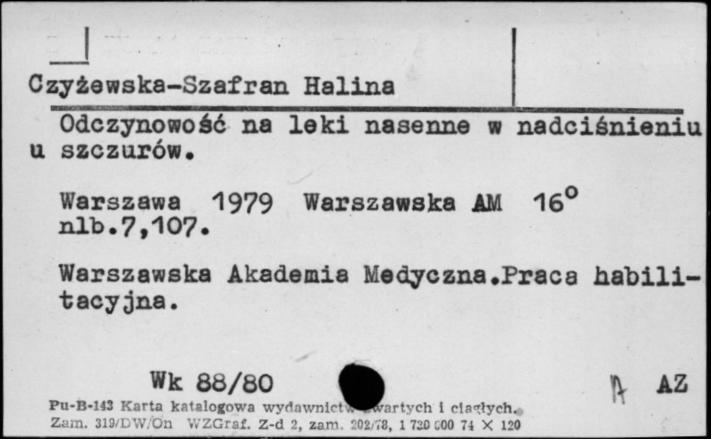 Czyżewska-Szafran Halina
Odczynowość na leki nasenne w nadciśnieniu
u szczurów.
Warszawa 1979 Warszawska AM 16°
nlb.7,107.
Warszawska Akademia Medyczna.Praca habili-
tacyjna.
Wk 88/80 A AZ
Pu-B-143 Karta katalogowa wydawnictw zwartych i ciągłych.
Zam. 319/DW/On WZGraf. Z-d 2, zam. 202/78, 1 720 000 74 X 120